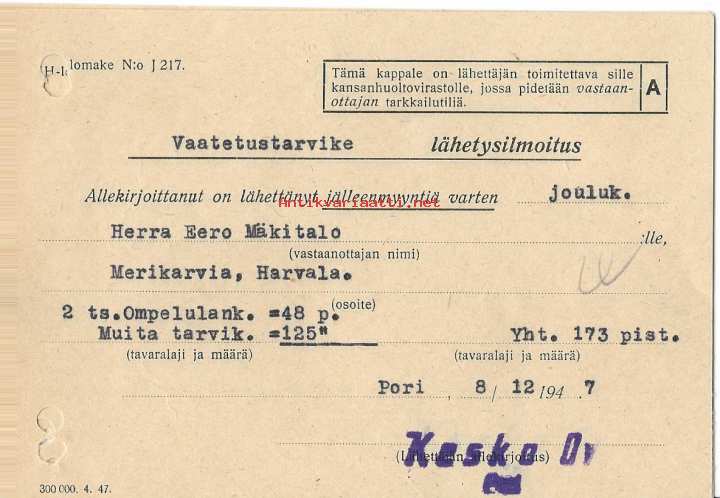 H-l. lomake N:o J 217.
Tämä kappale on lähettäjän toimitettava sille
kansanhuoltovirastolle, jossa pidetään vastaan-
ottajan tarkkailutiliä.
A
Vaatetustarvike lähetysilmoitus
Allekirjoittanut on lähettänyt jälleenmyyntiä varten jouluk.
Antikvariaatti.net
Herra Eero Mäkitalo :lle,
(vastaanottajan nimi)
Merikarvia, Harvala.
(osoite)
2 ts.Ompelulank. =48 p.
Muita tarvik. =125" Yht. 173 pist.
(tavaralaji ja määrä) (tavaralaji ja määrä)
Pori , 8/ 12/194 . 7
Kesko Oy
(Lähettäjän allekirjoitus)
300 000. 4. 47.